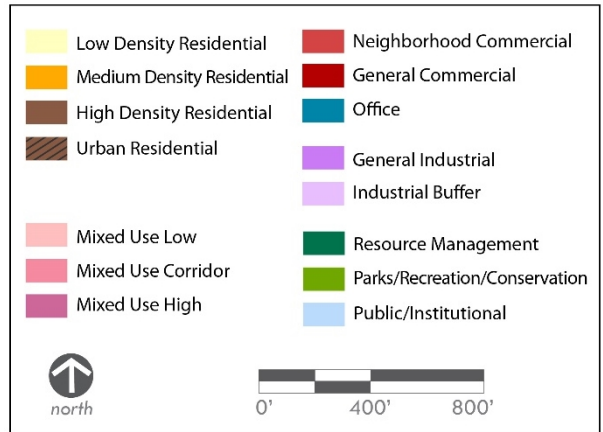 Low Density Residential
Medium Density Residential
High Density Residential
Urban Residential
Mixed Use Low
Mixed Use Corridor
Mixed Use High
Neighborhood Commercial
General Commercial
Office
General Industrial
Industrial Buffer
Resource Management
Parks/Recreation/Conservation
Public/Institutional
north
0' 400' 800'